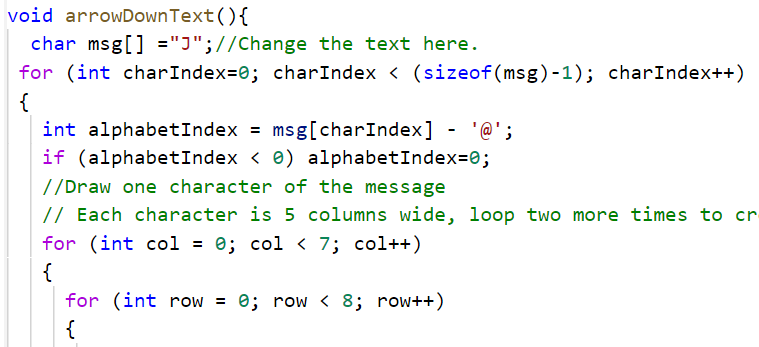 void arrowDownText(){
char msg[] ="J";//Change the text here.
for (int charIndex=0; charIndex < (sizeof(msg)-1); charIndex++)
{
int alphabetIndex = msg[charIndex] - '@';
if (alphabetIndex < 0) alphabetIndex=0;
//Draw one character of the message
// Each character is 5 columns wide, loop two more times to cr
for (int col = 0; col < 7; col++)
{
for (int row = 0; row < 8; row++)
{